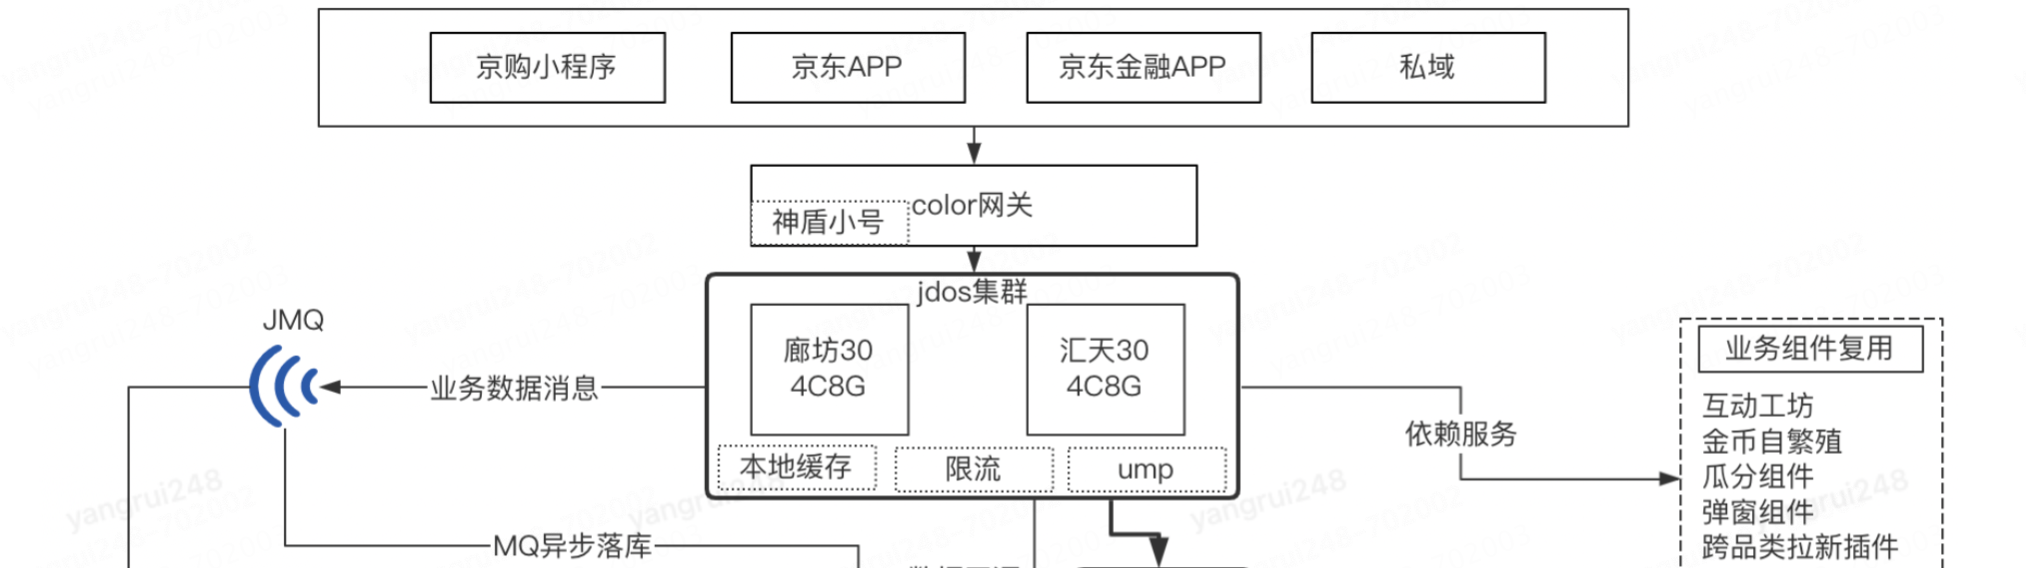 京购小程序
京东APP
京东金融APP
私域
color网关
神盾小号
jdos集群
JMQ
廊坊30
4C8G
汇天30
4C8G
业务组件复用
业务数据消息
互动工坊
依赖服务
金币自繁殖
本地缓存
限流
ump
瓜分组件
弹窗组件
MQ异步落库
跨品类拉新插件
yangrui248
yangrui248
yangrui248
yangrui248